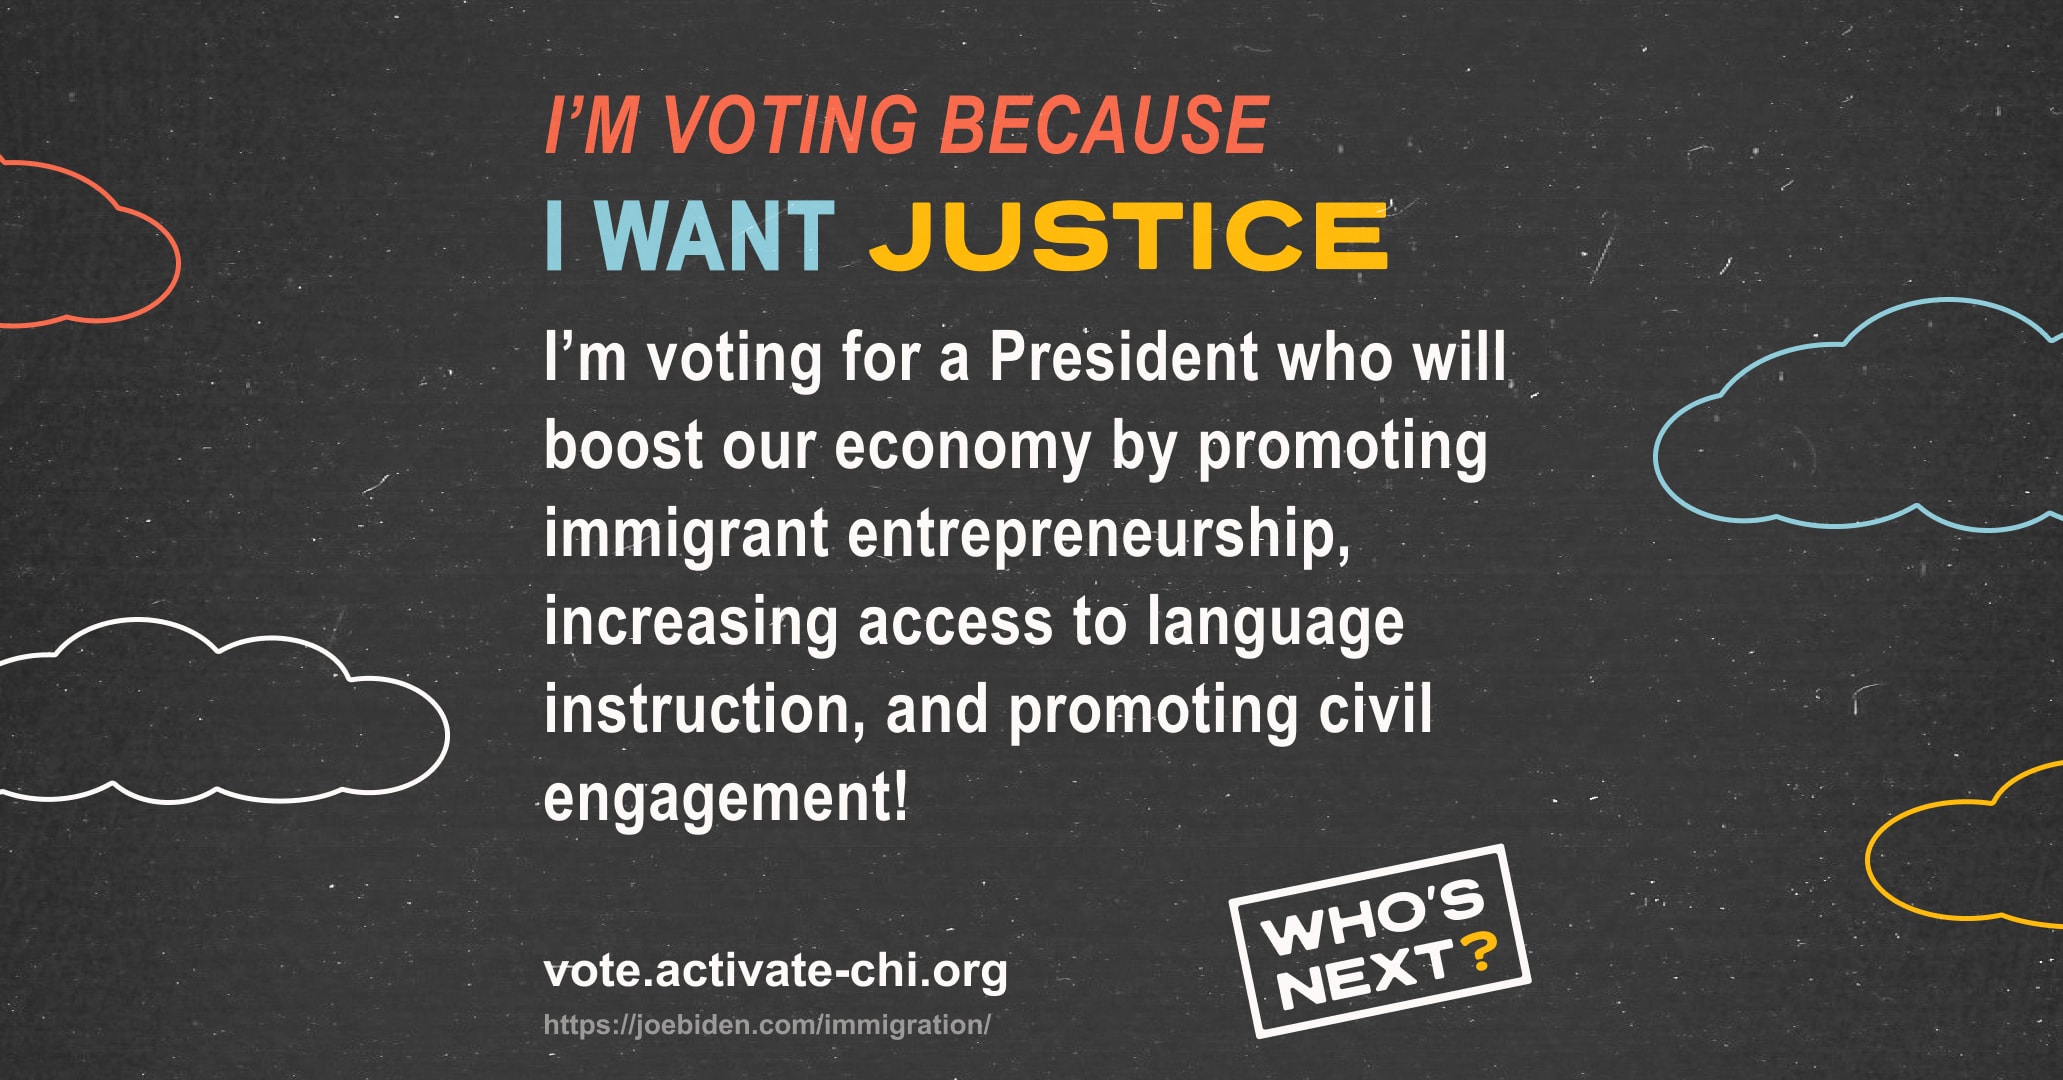 I’M VOTING BECAUSE
I WANT JUSTICE
I’m voting for a President who will
boost our economy by promoting
immigrant entrepreneurship,
increasing access to language
instruction, and promoting civil
engagement!
WHO'S
NEXT?
vote.activate-chi.org
https://joebiden.com/immigration/